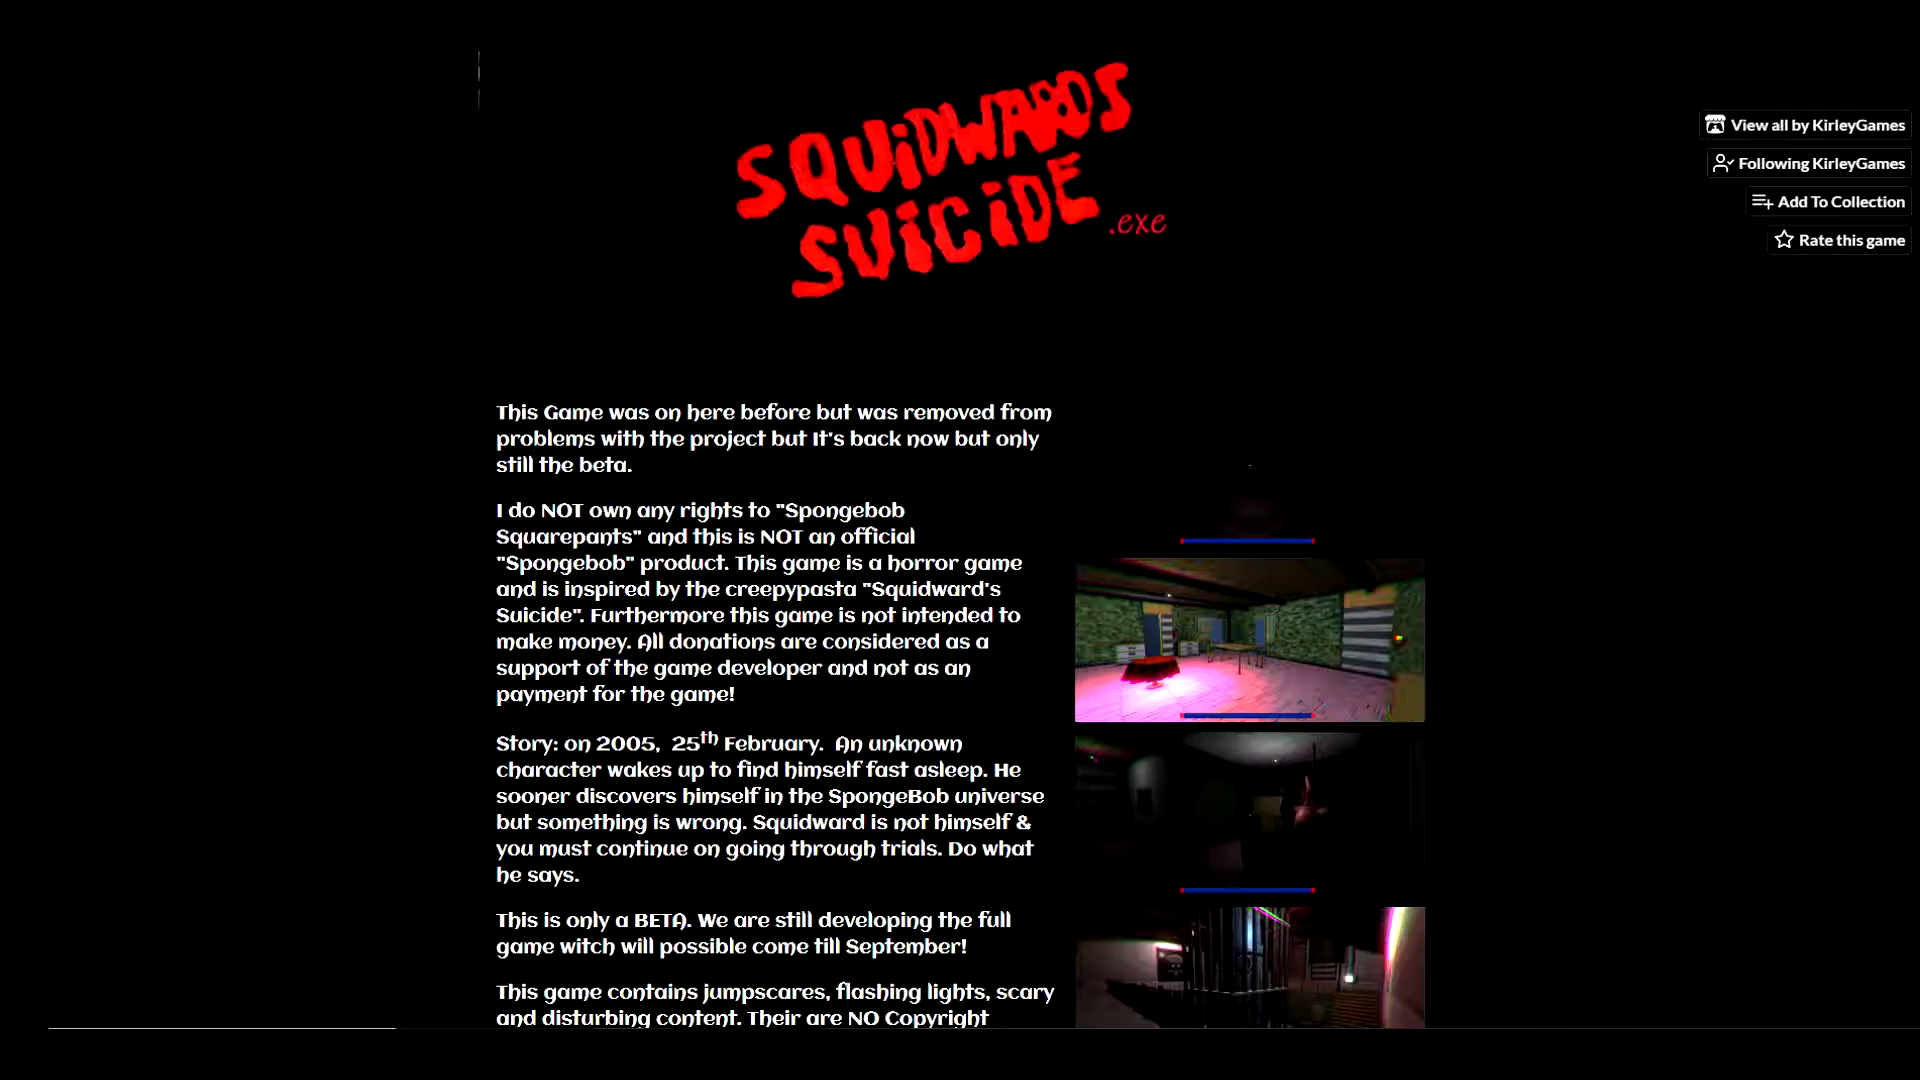 SQUiDWARDS
SUiCiDE .exe
View all by KirleyGames
Following KirleyGames
Add To Collection
Rate this game
This Game was on here before but was removed from
problems with the project but It's back now but only
still the beta.
I do NOT own any rights to "Spongebob
Squarepants" and this is NOT an official
"Spongebob" product. This game is a horror game
and is inspired by the creepypasta "Squidward's
Suicide". Furthermore this game is not intended to
make money. All donations are considered as a
support of the game developer and not as an
payment for the game!
Story: on 2005,  25th February.  An unknown
character wakes up to find himself fast asleep. He
sooner discovers himself in the SpongeBob universe
but something is wrong. Squidward is not himself &
you must continue on going through trials. Do what
he says.
This is only a BETA. We are still developing the full
game witch will possible come till September!
This game contains jumpscares, flashing lights, scary
and disturbing content. Their are NO Copyright